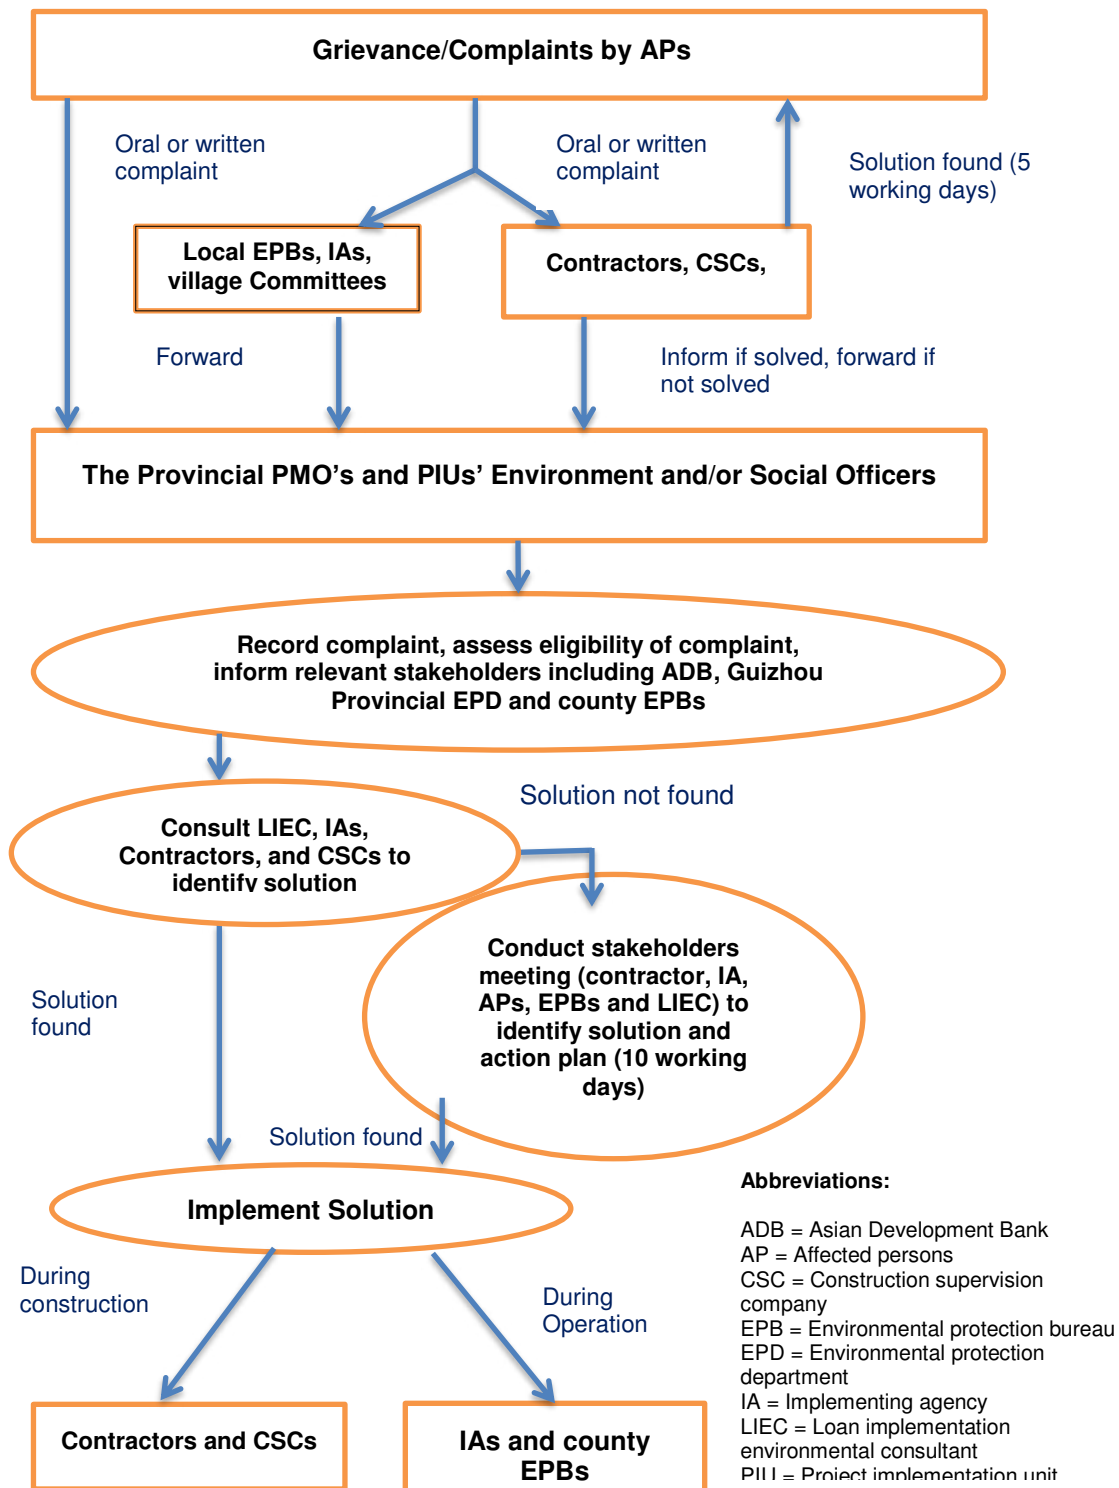 Grievance/Complaints by APs
Oral or written
complaint
Oral or written
complaint
Solution found (5
working days)
Local EPBs, IAs,
village Committees
Contractors, CSCs,
Forward
Inform if solved, forward if
not solved
The Provincial PMO’s and PIUs’ Environment and/or Social Officers
Record complaint, assess eligibility of complaint,
inform relevant stakeholders including ADB, Guizhou
Provincial EPD and county EPBs
Solution not found
Consult LIEC, IAs,
Contractors, and CSCs to
identify solution
Conduct stakeholders
meeting (contractor, IA,
APs, EPBs and LIEC) to
identify solution and
action plan (10 working
days)
Solution
found
Solution found
Implement Solution
During
construction
During
Operation
Contractors and CSCs
IAs and county
EPBs
Abbreviations:
ADB = Asian Development Bank
AP = Affected persons
CSC = Construction supervision
company
EPB = Environmental protection bureau
EPD = Environmental protection
department
IA = Implementing agency
LIEC = Loan implementation
environmental consultant
PIU = Project implementation unit